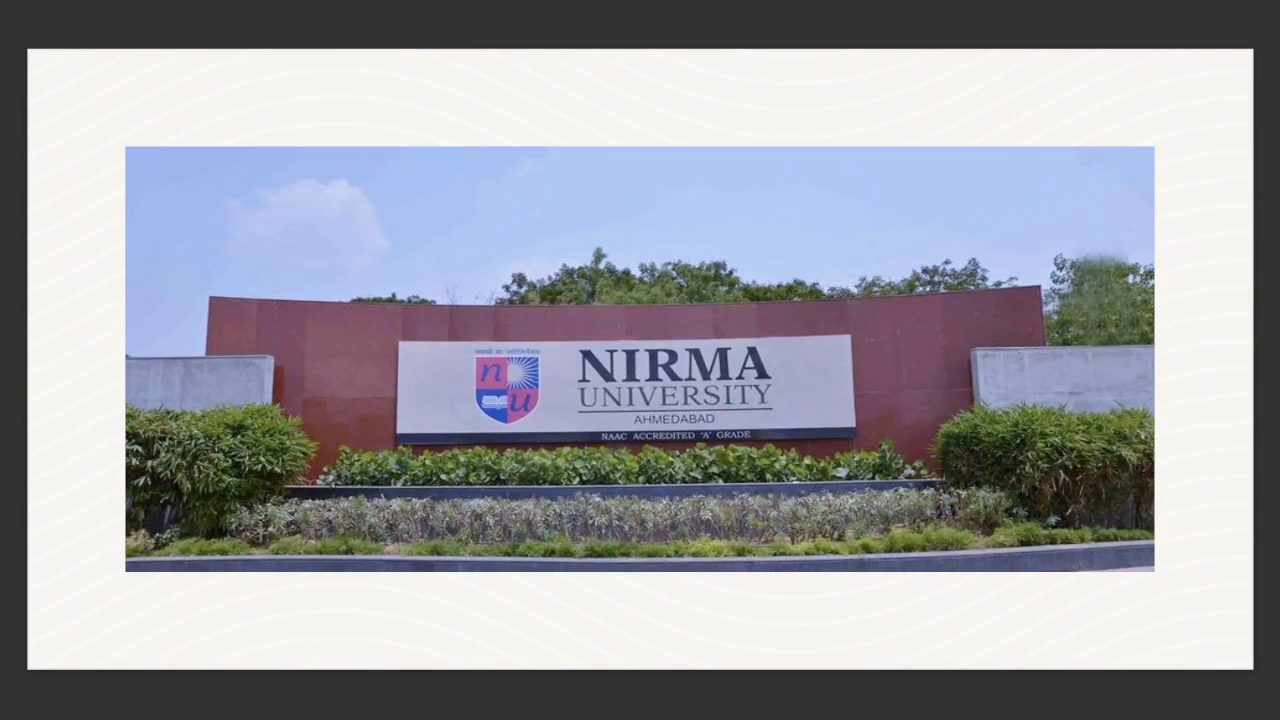 n
u
NIRMA
UNIVERSITY
AHMEDABAD
NAAC ACCREDITED 'A' GRADE